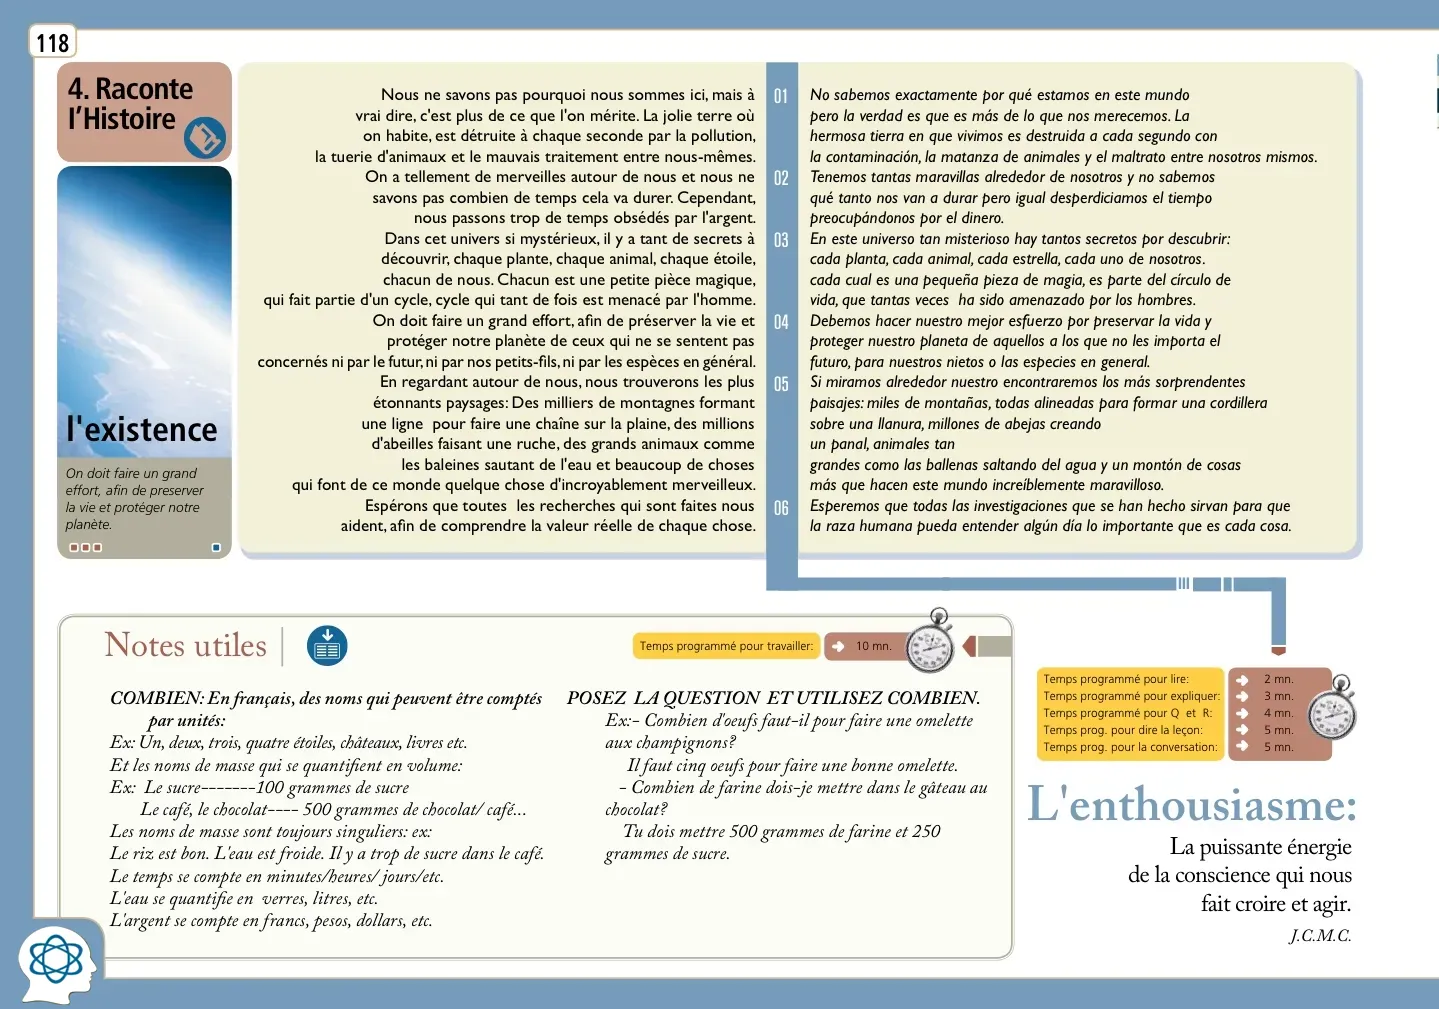 118
4. Raconte
l’Histoire
l'existence
On doit faire un grand
effort, afin de preserver
la vie et protéger notre
planète.
Nous ne savons pas pourquoi nous sommes ici, mais à
vrai dire, c'est plus de ce que l'on mérite. La jolie terre où
on habite, est détruite à chaque seconde par la pollution,
la tuerie d'animaux et le mauvais traitement entre nous-mêmes.
On a tellement de merveilles autour de nous et nous ne
savons pas combien de temps cela va durer. Cependant,
nous passons trop de temps obsédés par l'argent.
Dans cet univers si mystérieux, il y a tant de secrets à
découvrir, chaque plante, chaque animal, chaque étoile,
chacun de nous. Chacun est une petite pièce magique,
qui fait partie d'un cycle, cycle qui tant de fois est menacé par l'homme.
On doit faire un grand effort, afin de préserver la vie et
protéger notre planète de ceux qui ne se sentent pas
concernés ni par le futur, ni par nos petits-fils, ni par les espèces en général.
En regardant autour de nous, nous trouverons les plus
étonnants paysages: Des milliers de montagnes formant
une ligne pour faire une chaîne sur la plaine, des millions
d'abeilles faisant une ruche, des grands animaux comme
les baleines sautant de l'eau et beaucoup de choses
qui font de ce monde quelque chose d'incroyablement merveilleux.
Espérons que toutes les recherches qui sont faites nous
aident, afin de comprendre la valeur réelle de chaque chose.
01
02
03
04
05
06
No sabemos exactamente por qué estamos en este mundo
pero la verdad es que es más de lo que nos merecemos. La
hermosa tierra en que vivimos es destruida a cada segundo con
la contaminación, la matanza de animales y el maltrato entre nosotros mismos.
Tenemos tantas maravillas alrededor de nosotros y no sabemos
qué tanto nos van a durar pero igual desperdiciamos el tiempo
preocupándonos por el dinero.
En este universo tan misterioso hay tantos secretos por descubrir:
cada planta, cada animal, cada estrella, cada uno de nosotros.
cada cual es una pequeña pieza de magia, es parte del círculo de
vida, que tantas veces ha sido amenazado por los hombres.
Debemos hacer nuestro mejor esfuerzo por preservar la vida y
proteger nuestro planeta de aquellos a los que no les importa el
futuro, para nuestros nietos o las especies en general.
Si miramos alrededor nuestro encontraremos los más sorprendentes
paisajes: miles de montañas, todas alineadas para formar una cordillera
sobre una llanura, millones de abejas creando
un panal, animales tan
grandes como las ballenas saltando del agua y un montón de cosas
más que hacen este mundo increíblemente maravilloso.
Esperemos que todas las investigaciones que se han hecho sirvan para que
la raza humana pueda entender algún día lo importante que es cada cosa.
Notes utiles
Temps programmé pour travailler: 10 mn.
COMBIEN: En français, des noms qui peuvent être comptés
par unités:
Ex: Un, deux, trois, quatre étoiles, châteaux, livres etc.
Et les noms de masse qui se quantifient en volume:
Ex: Le sucre-------100 grammes de sucre
Le café, le chocolat---- 500 grammes de chocolat/ café...
Les noms de masse sont toujours singuliers: ex:
Le riz est bon. L'eau est froide. Il y a trop de sucre dans le café.
Le temps se compte en minutes/heures/ jours/etc.
L'eau se quantifie en verres, litres, etc.
L'argent se compte en francs, pesos, dollars, etc.
POSEZ LA QUESTION ET UTILISEZ COMBIEN.
Ex:- Combien d'oeufs faut-il pour faire une omelette
aux champignons?
Il faut cinq oeufs pour faire une bonne omelette.
- Combien de farine dois-je mettre dans le gâteau au
chocolat?
Tu dois mettre 500 grammes de farine et 250
grammes de sucre.
Temps programmé pour lire: 2 mn.
Temps programmé pour expliquer: 3 mn.
Temps programmé pour Q et R: 4 mn.
Temps prog. pour dire la leçon: 5 mn.
Temps prog. pour la conversation: 5 mn.
L'enthousiasme:
La puissante énergie
de la conscience qui nous
fait croire et agir.
J.C.M.C.